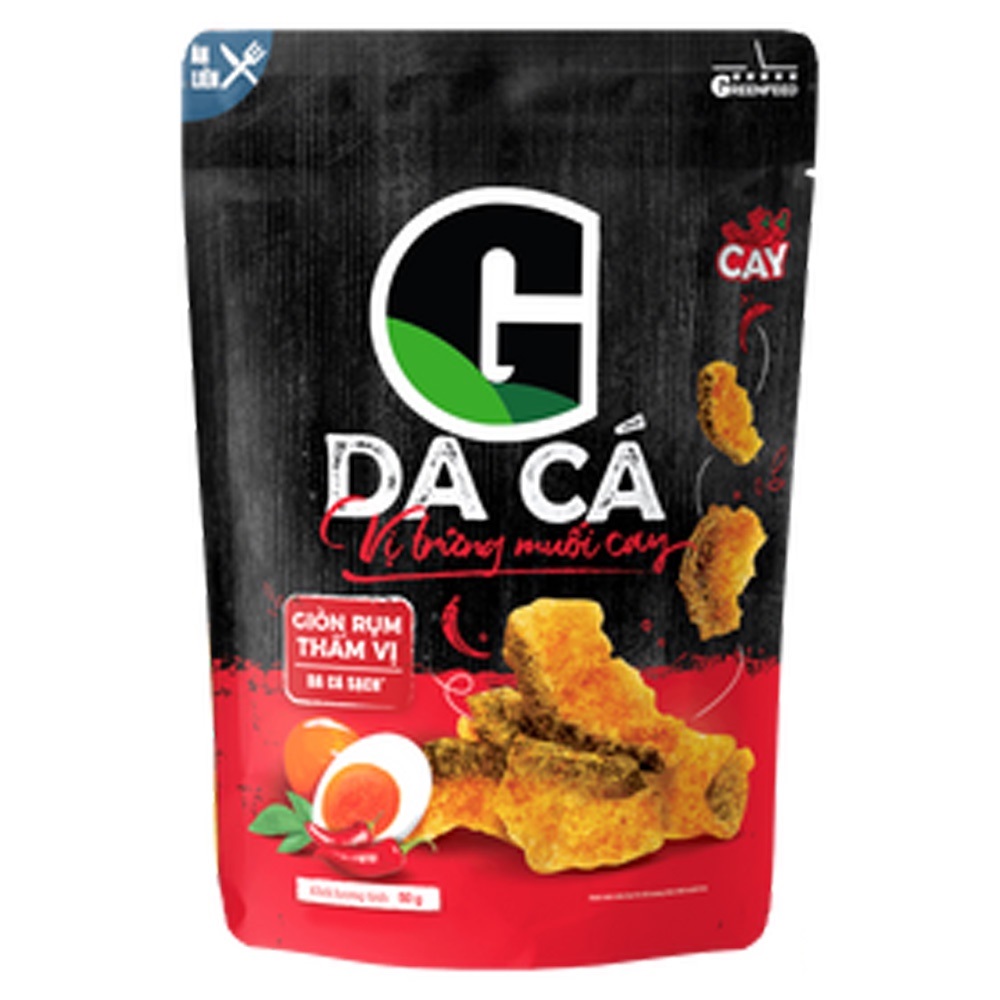 ĂN
LIỀN
GREENFEED
CAY
G
DA CÁ
Vị trứng muối cay
GIÒN RỤM
THẤM VỊ
DA CÁ SẠCH*
Khối lượng tịnh: 50 g